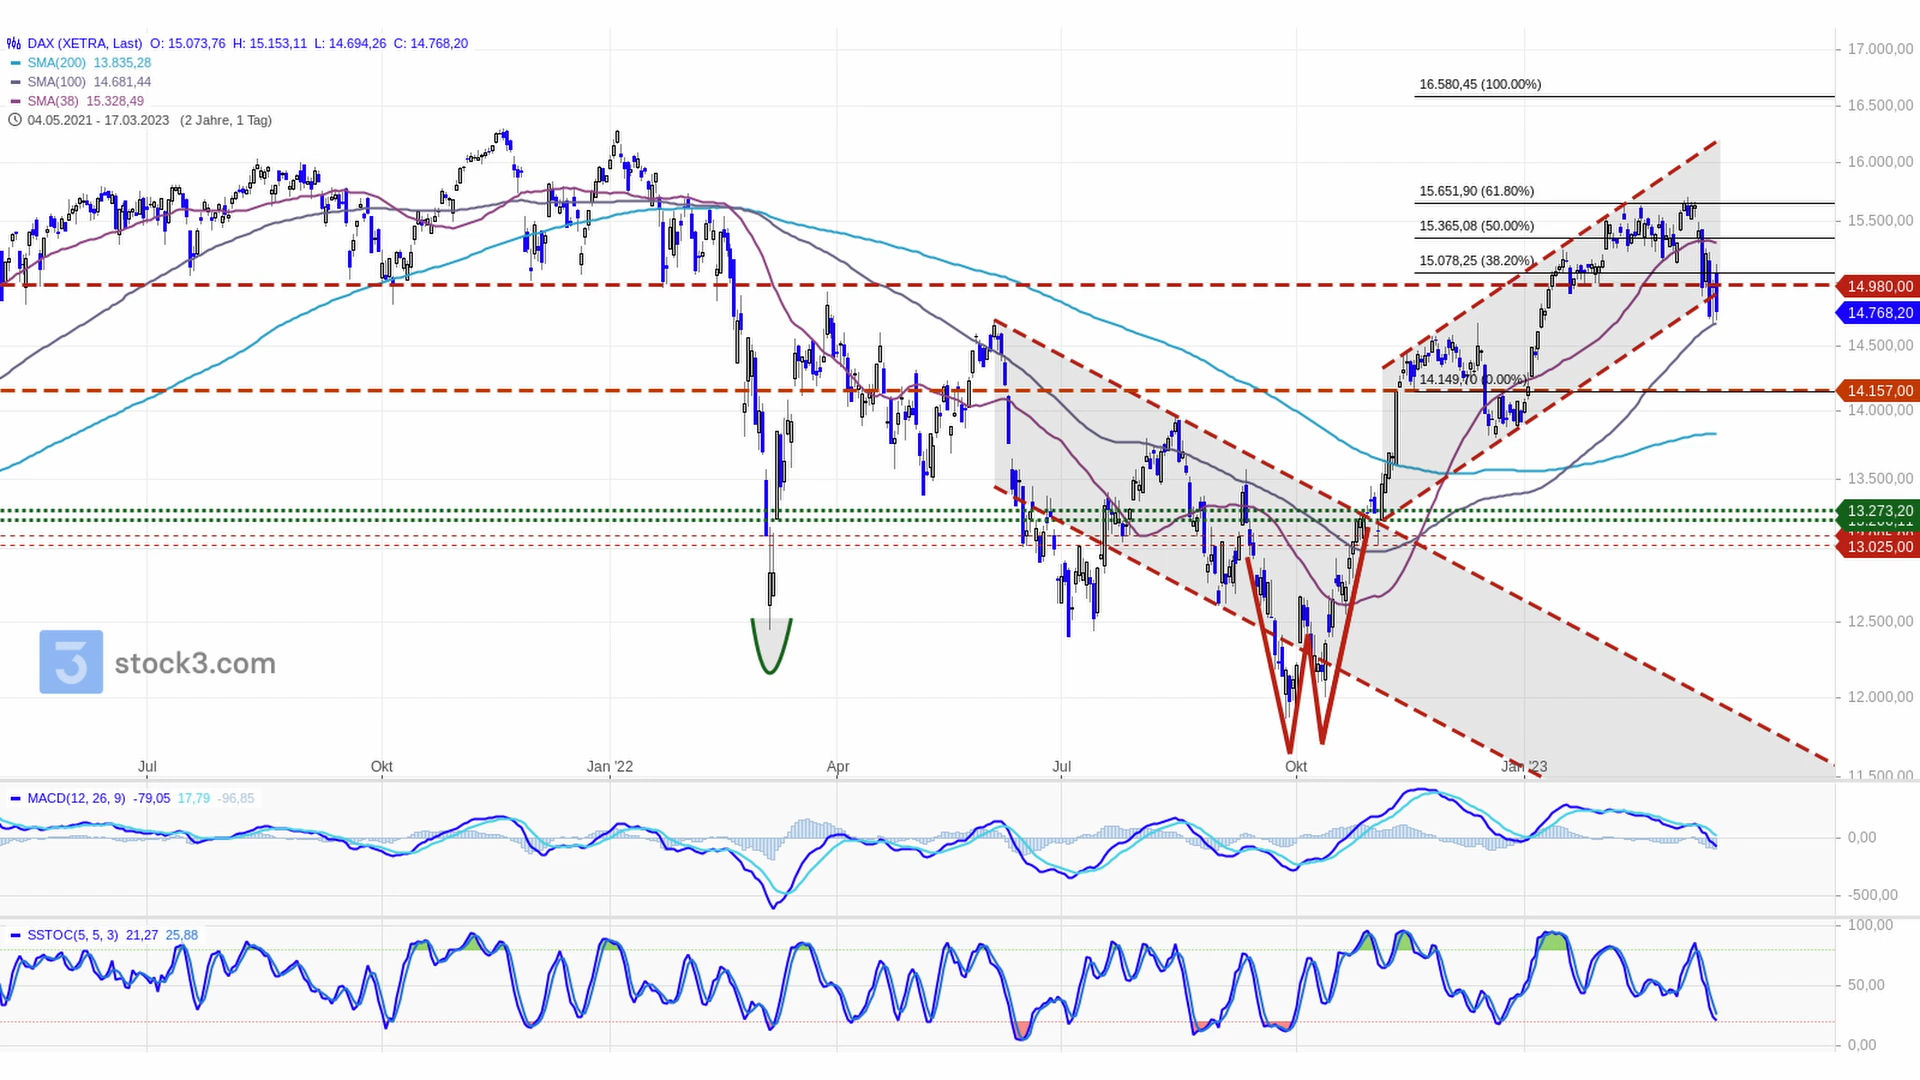 DAX (XETRA, Last) O: 15.073,76 H: 15.153,11 L: 14.694,26 C: 14.768,20
SMA(200) 13.835,28
SMA(100) 14.681,44
SMA(38) 15.328,49
04.05.2021 - 17.03.2023 (2 Jahre, 1 Tag)
17.000,00
16.580,45 (100.00%)
16.500,00
16.000,00
15.651,90 (61.80%)
15.500,00
15.365,08 (50.00%)
15.078,25 (38.20%)
14.980,00
14.768,20
14.500,00
14.149,70 (0.00%)
14.157,00
14.000,00
13.500,00
13.273,20
13.025,00
12.500,00
stock3.com
12.000,00
Jul Okt Jan '22 Apr Jul Okt Jan '23
11.500,00
MACD(12, 26, 9) -79,05 17,79 -96,85
0,00
-500,00
100,00
SSTOC(5, 5, 3) 21,27 25,88
50,00
0,00